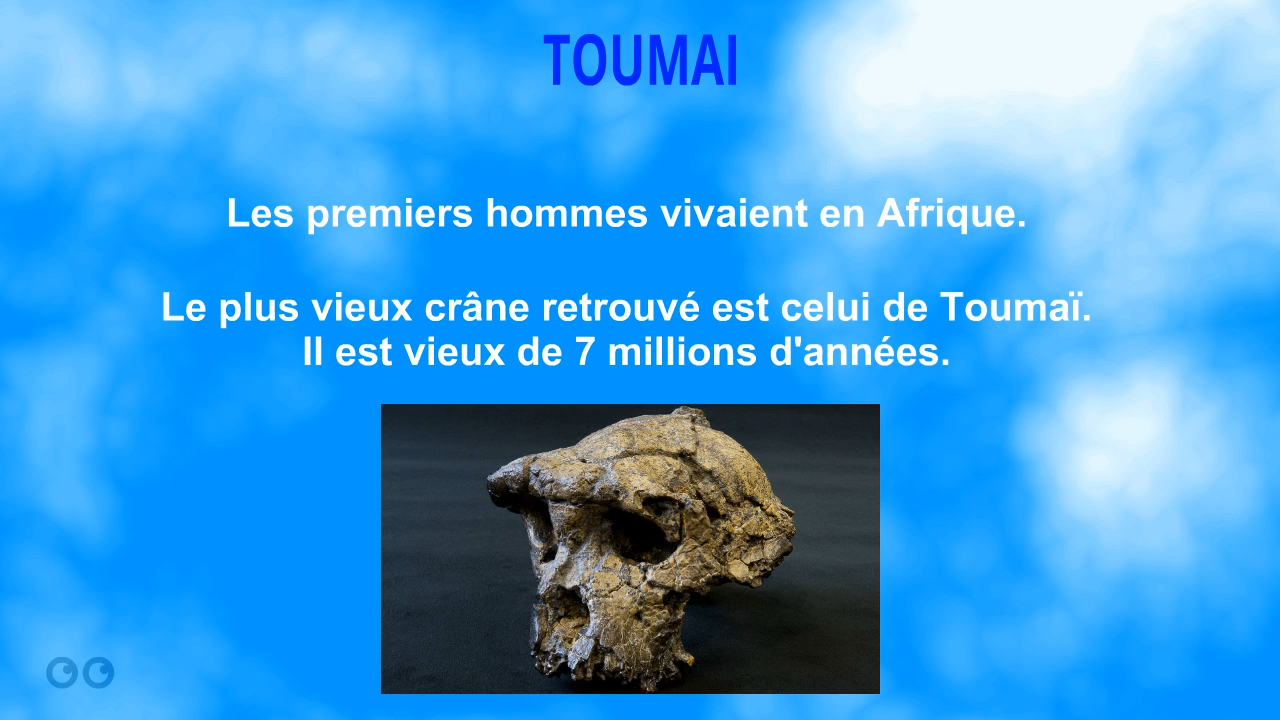 TOUMAI
Les premiers hommes vivaient en Afrique.
Le plus vieux crâne retrouvé est celui de Toumaï.
Il est vieux de 7 millions d'années.